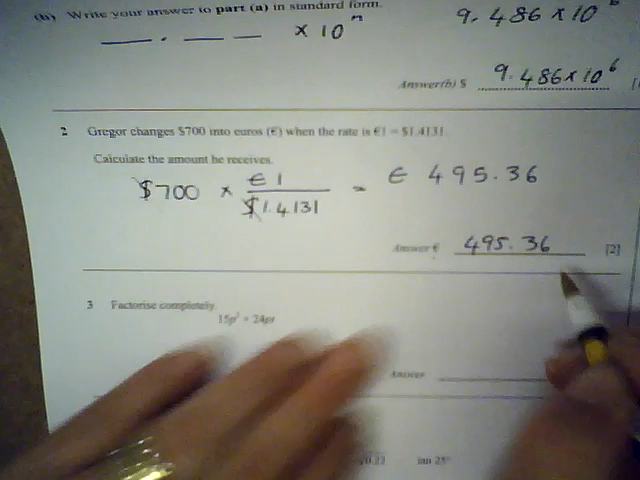 (b) Write your answer to part (a) in standard form.
___ . ___ ___ × 10ⁿ
9.486 × 10⁶
Answer(b) $ 9.486 × 10⁶
2 Gregor changes $700 into euros (€) when the rate is €1 = $1.4131.
Calculate the amount he receives.
$700 × €1 / $1.4131 = € 495.36
Answer € 495.36 [2]
3 Factorise completely.
15p² + 24pt
Answer
tan 25°